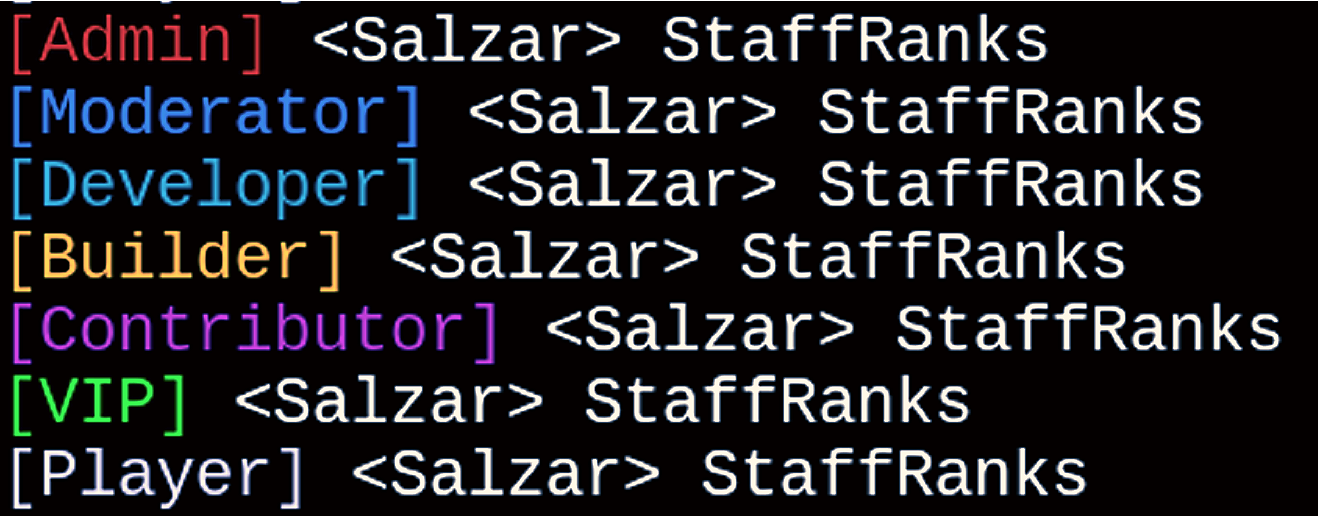 [Admin] <Salzar> StaffRanks
[Moderator] <Salzar> StaffRanks
[Developer] <Salzar> StaffRanks
[Builder] <Salzar> StaffRanks
[Contributor] <Salzar> StaffRanks
[VIP] <Salzar> StaffRanks
[Player] <Salzar> StaffRanks